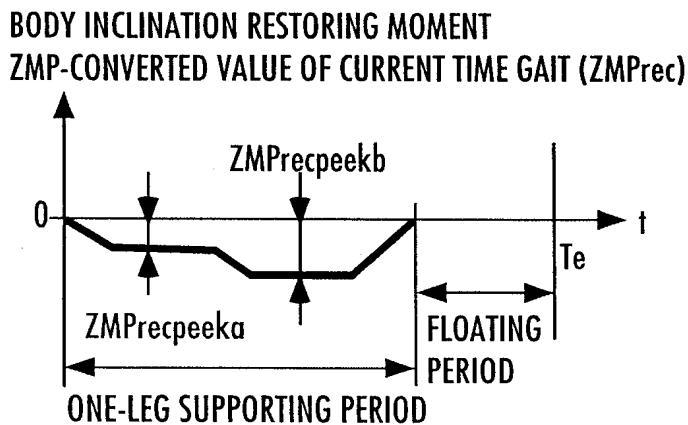 BODY INCLINATION RESTORING MOMENT
ZMP-CONVERTED VALUE OF CURRENT TIME GAIT (ZMPrec)
ZMPrecpeekb
0
t
Te
ZMPrecpeeka
FLOATING
PERIOD
ONE-LEG SUPPORTING PERIOD